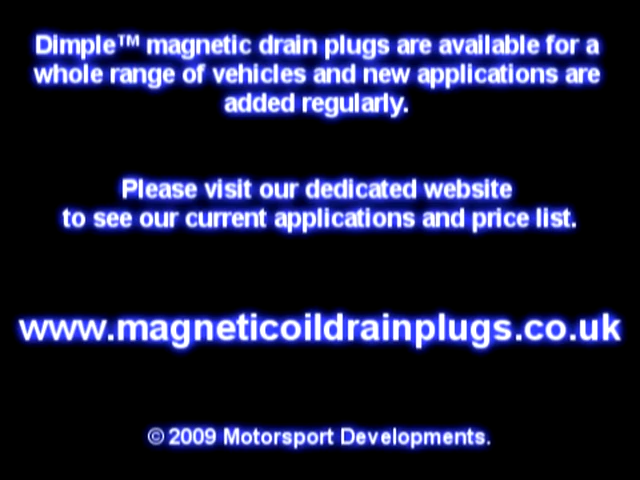 Dimple™ magnetic drain plugs are available for a
whole range of vehicles and new applications are
added regularly.
Please visit our dedicated website
to see our current applications and price list.
www.magneticoildrainplugs.co.uk
© 2009 Motorsport Developments.